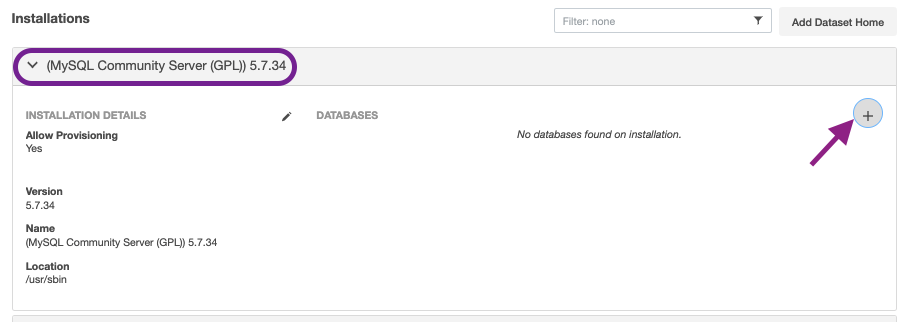 Installations
Filter: none
Add Dataset Home
(MySQL Community Server (GPL)) 5.7.34
INSTALLATION DETAILS
DATABASES
Allow Provisioning
Yes
No databases found on installation.
Version
5.7.34
Name
(MySQL Community Server (GPL)) 5.7.34
Location
/usr/sbin